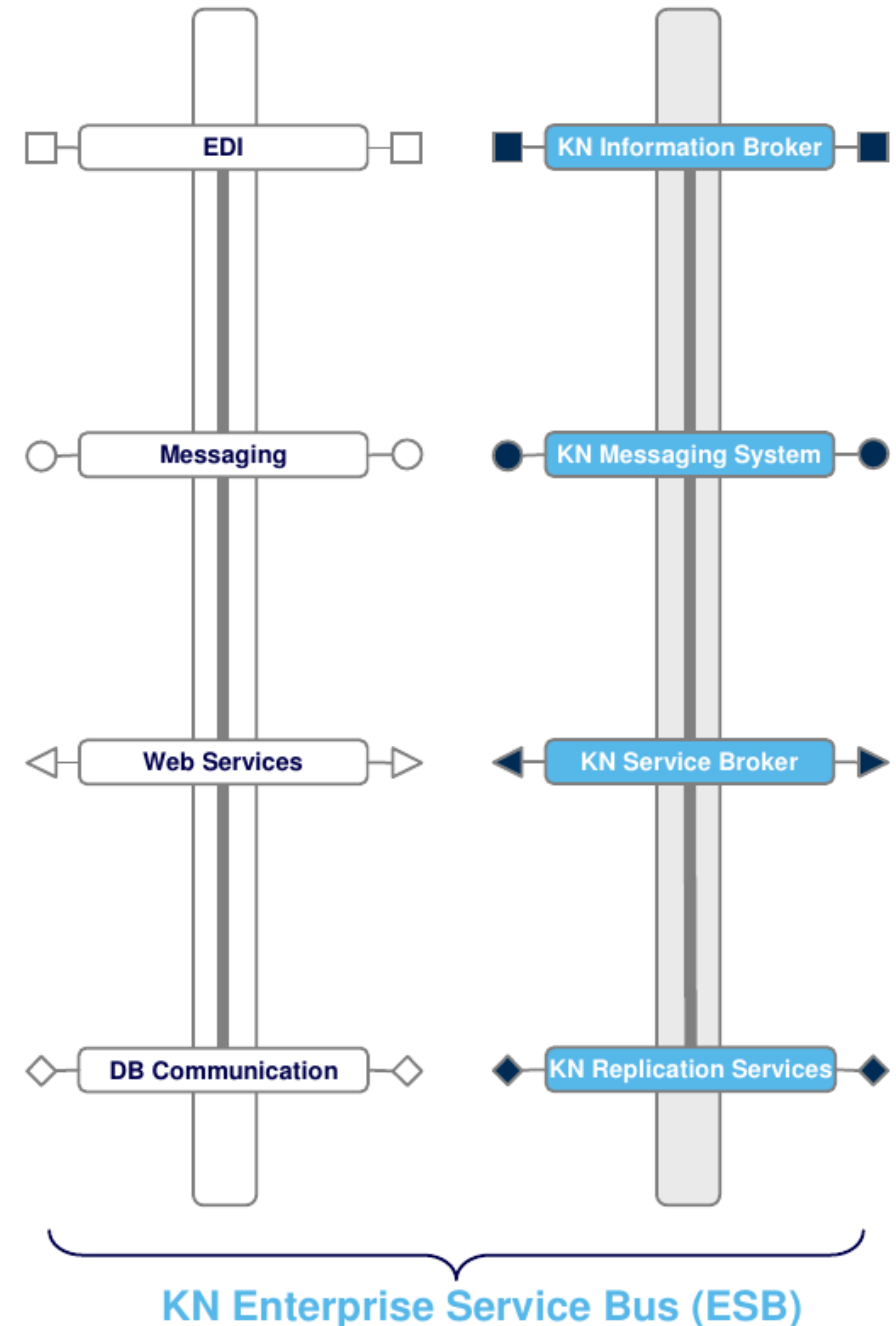 EDI
KN Information Broker
Messaging
KN Messaging System
Web Services
KN Service Broker
DB Communication
KN Replication Services
KN Enterprise Service Bus (ESB)